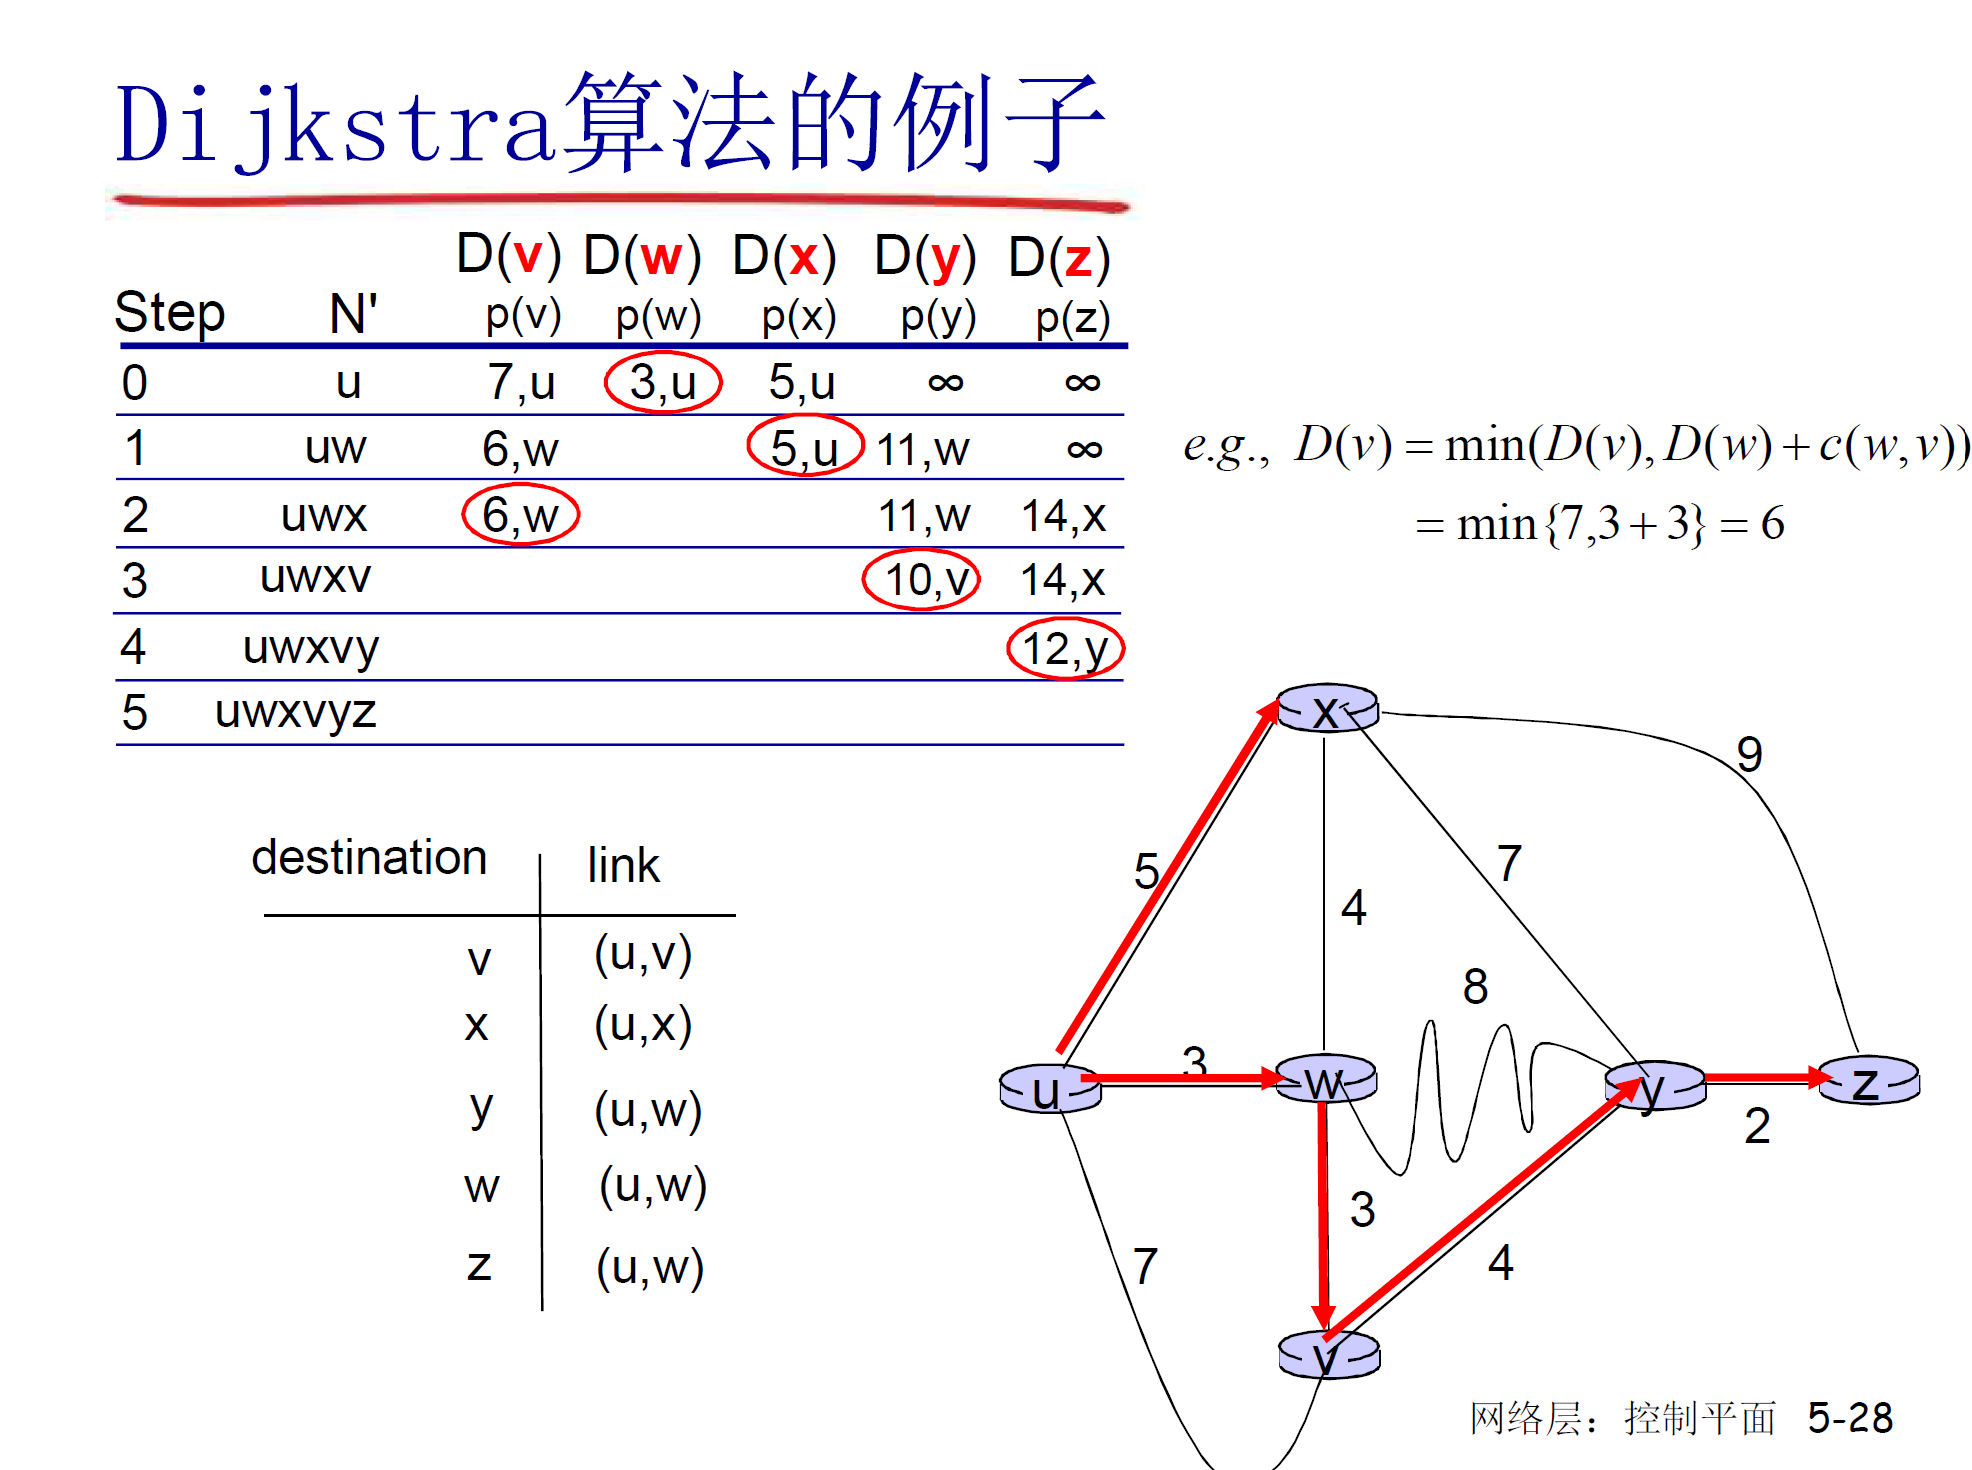 Dijkstra算法的例子
D(v) D(w) D(x) D(y) D(z)
Step N' p(v) p(w) p(x) p(y) p(z)
0 u 7,u 3,u 5,u ∞ ∞
1 uw 6,w 5,u 11,w ∞
2 uwx 6,w 11,w 14,x
3 uwxv 10,v 14,x
4 uwxvy 12,y
5 uwxvyz
e.g., D(v) = min(D(v), D(w) + c(w,v))
= min{7,3 + 3} = 6
destination link
v (u,v)
x (u,x)
y (u,w)
w (u,w)
z (u,w)
x
9
5
4
7
8
u
3
w
y
z
2
3
7
4
v
网络层：控制平面 5-28